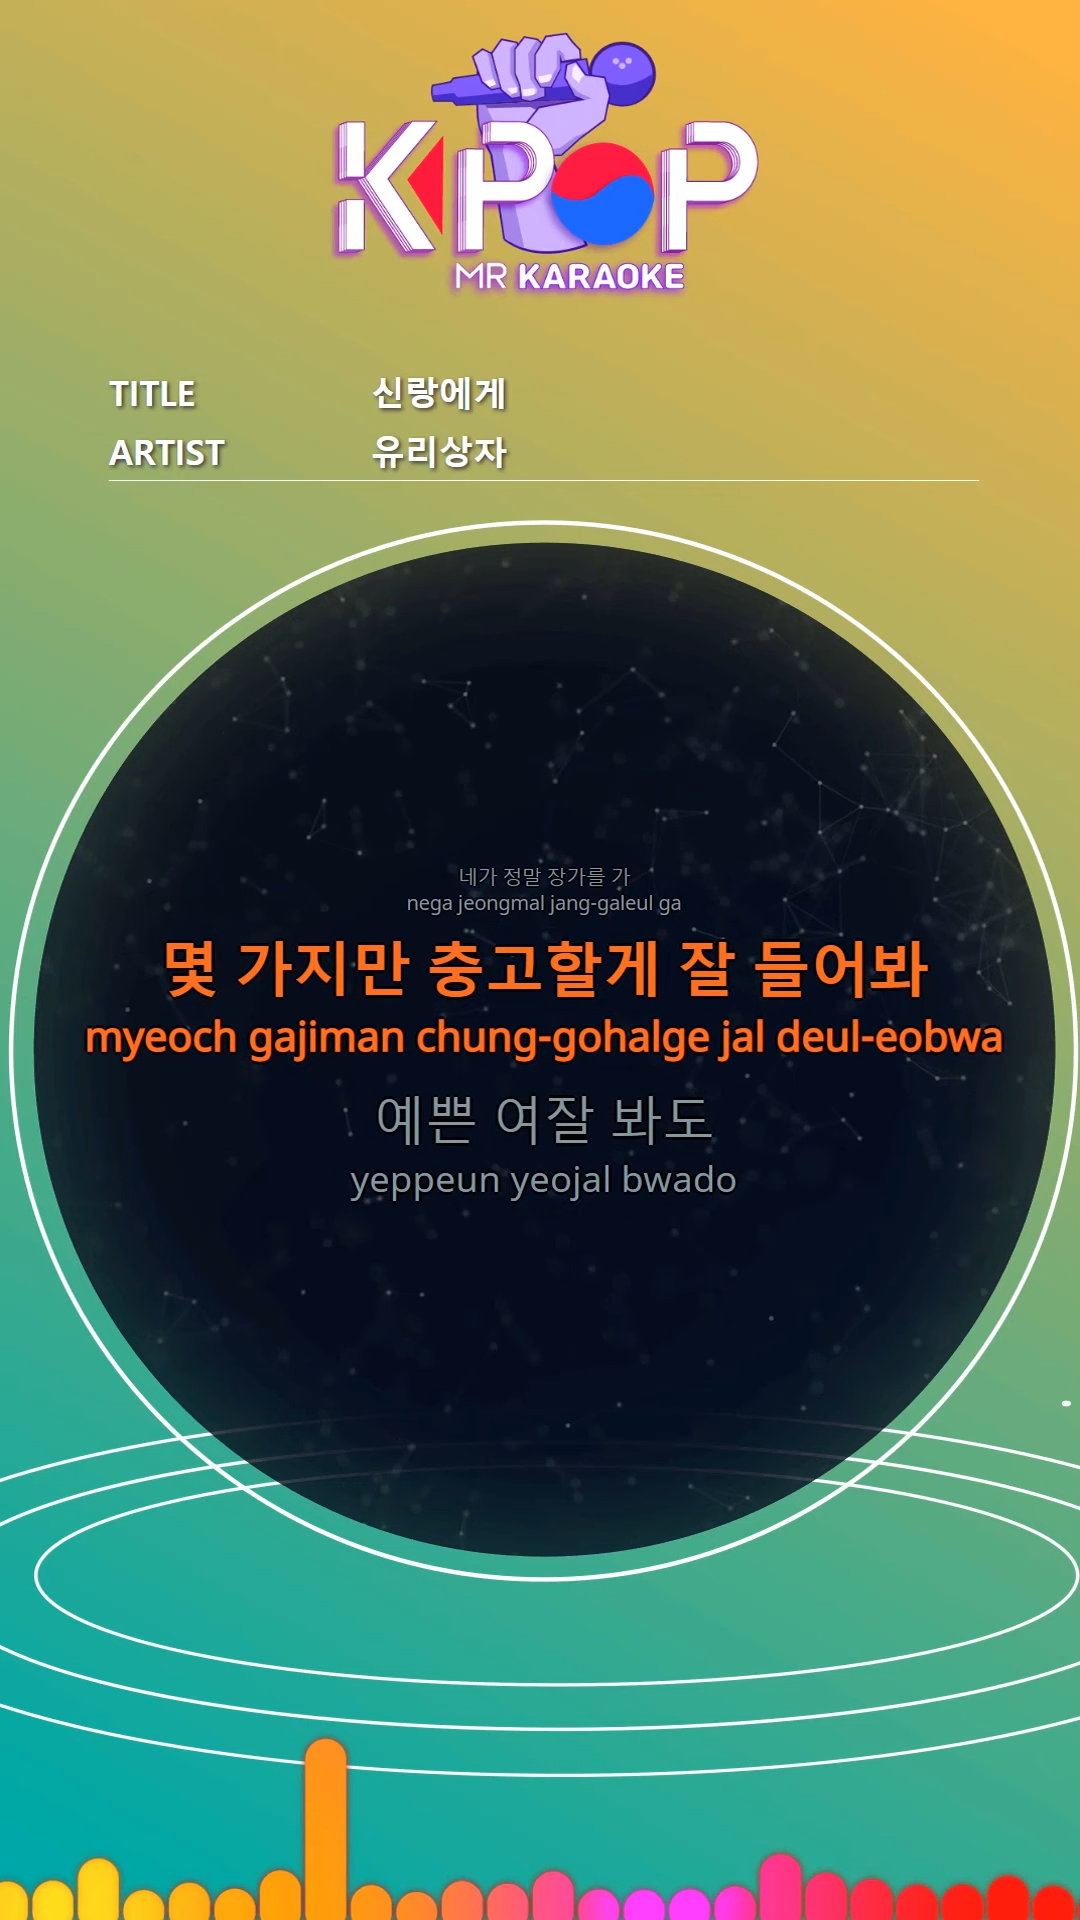 KPOP
MR KARAOKE
TITLE 신랑에게
ARTIST 유리상자
네가 정말 장가를 가
nega jeongmal jang-galeul ga
몇 가지만 충고할게 잘 들어봐
myeoch gajiman chung-gohalge jal deul-eobwa
예쁜 여잘 봐도
yeppeun yeojal bwado